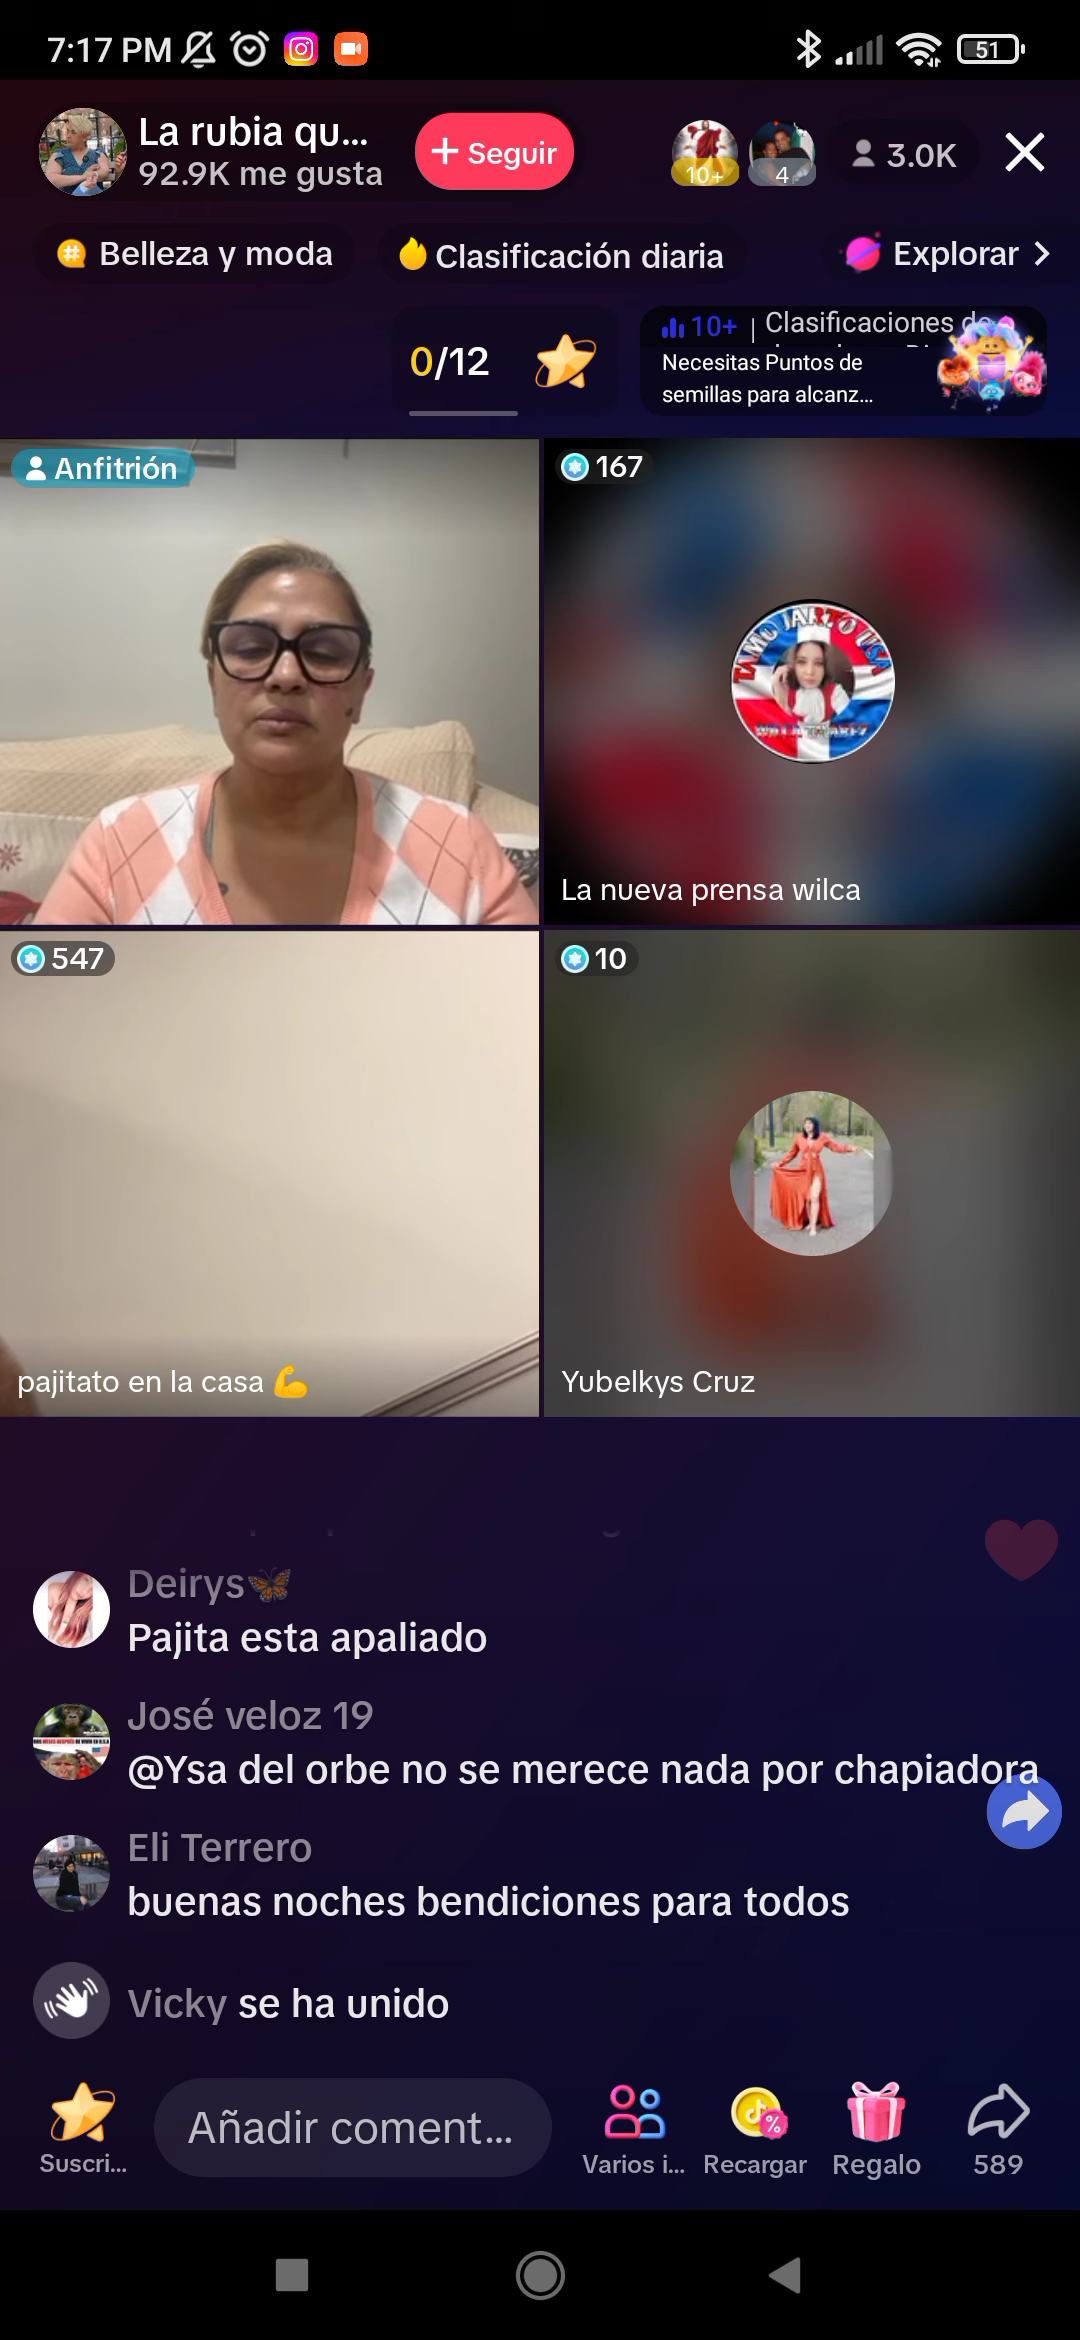 7:17 PM
51
La rubia qu...
92.9K me gusta
+ Seguir
10+
4
3.0K
Belleza y moda
Clasificación diaria
Explorar
0/12
10+ | Clasificaciones de
Necesitas Puntos de
semillas para alcanz...
Anfitrión
167
TAMO JARTO USA
La nueva prensa wilca
547
10
pajitato en la casa 💪
Yubelkys Cruz
Deirys🦋
Pajita esta apaliado
José veloz 19
@Ysa del orbe no se merece nada por chapiadora
Eli Terrero
buenas noches bendiciones para todos
Vicky se ha unido
Añadir coment...
Suscri...
Varios i...
Recargar
Regalo
589